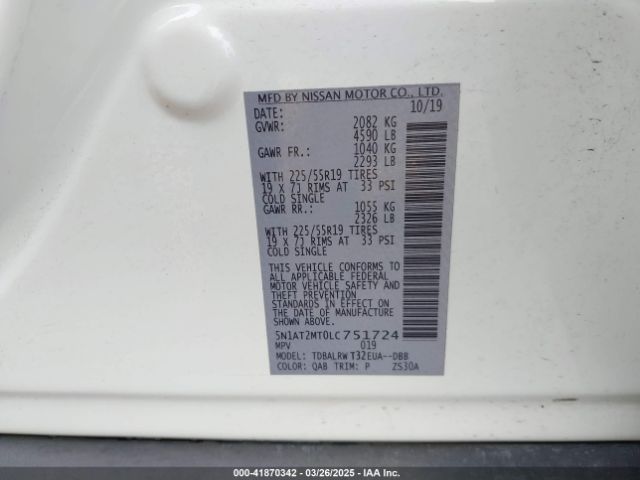 MFD BY NISSAN MOTOR CO., LTD.
DATE: 10/19
GVWR: 2082 KG
4590 LB
GAWR FR.: 1040 KG
2293 LB
WITH 225/55R19 TIRES
19 X 7J RIMS AT 33 PSI
COLD SINGLE
GAWR RR.: 1055 KG
2326 LB
WITH 225/55R19 TIRES
19 X 7J RIMS AT 33 PSI
COLD SINGLE
THIS VEHICLE CONFORMS TO
ALL APPLICABLE FEDERAL
MOTOR VEHICLE SAFETY AND
THEFT PREVENTION
STANDARDS IN EFFECT ON
THE DATE OF MANUFACTURE
SHOWN ABOVE.
5N1AT2MT0LC751724
MPV 019
MODEL: TDBALRW T32EUA--DBB
COLOR: QAB TRIM: P ZS30A
000-41870342 / 03/26/2025 / IAA Inc.